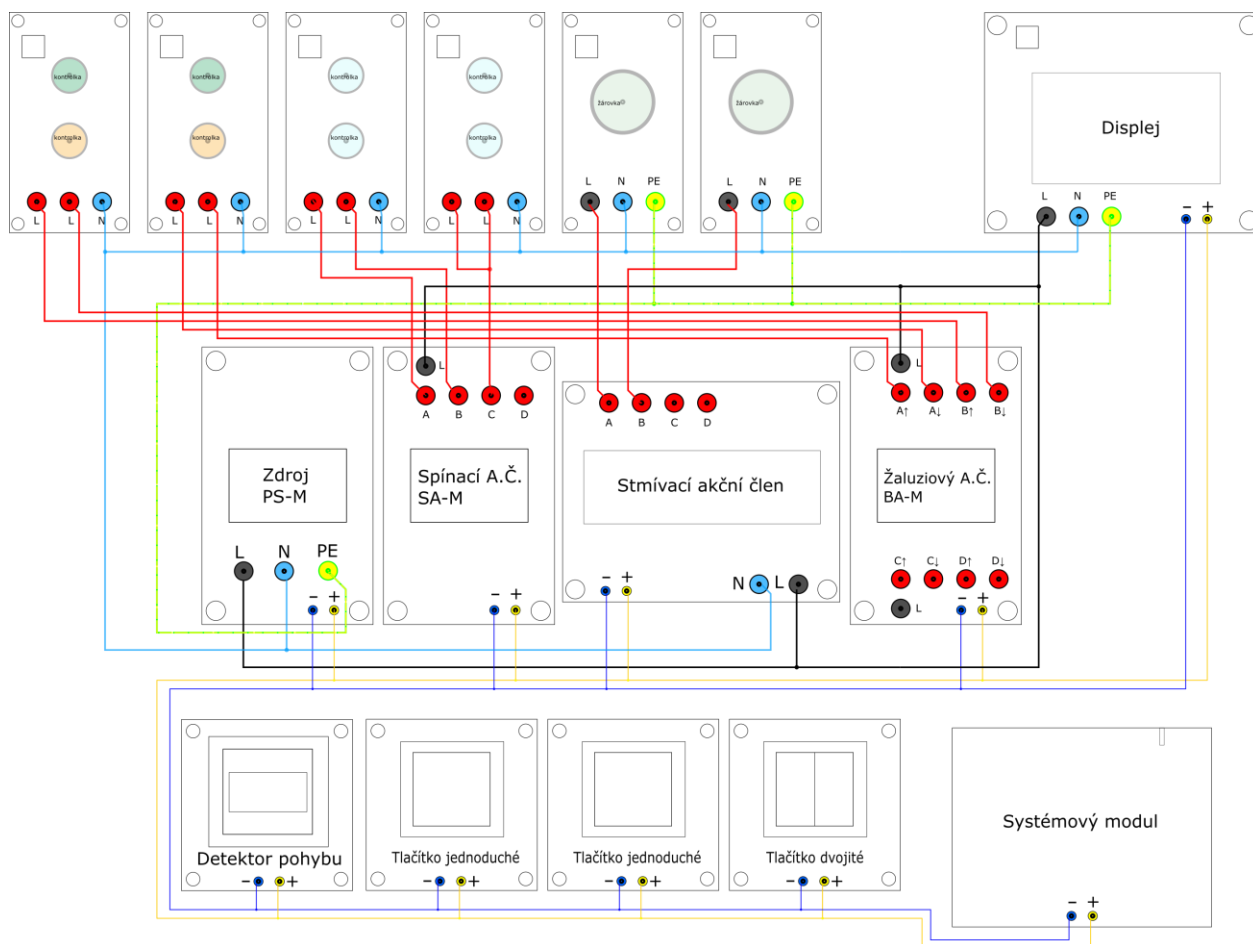 kontrolka
kontrolka
kontrolka
kontrolka
žárovka
žárovka
Displej
kontrolka
kontrolka
kontrolka
kontrolka
L N PE
L N PE
L N PE
- +
L L N
L L N
L L N
L L N
L
L
A B C D
A B C D
A↑ A↓ B↑ B↓
Zdroj
PS-M
Spínací A.Č.
SA-M
Stmívací akční člen
Žaluziový A.Č.
BA-M
L N PE
- +
- +
- +
N L
C↑ C↓ D↑ D↓
L
- +
Detektor pohybu
- +
Tlačítko jednoduché
- +
Tlačítko jednoduché
- +
Tlačítko dvojité
- +
Systémový modul
- +